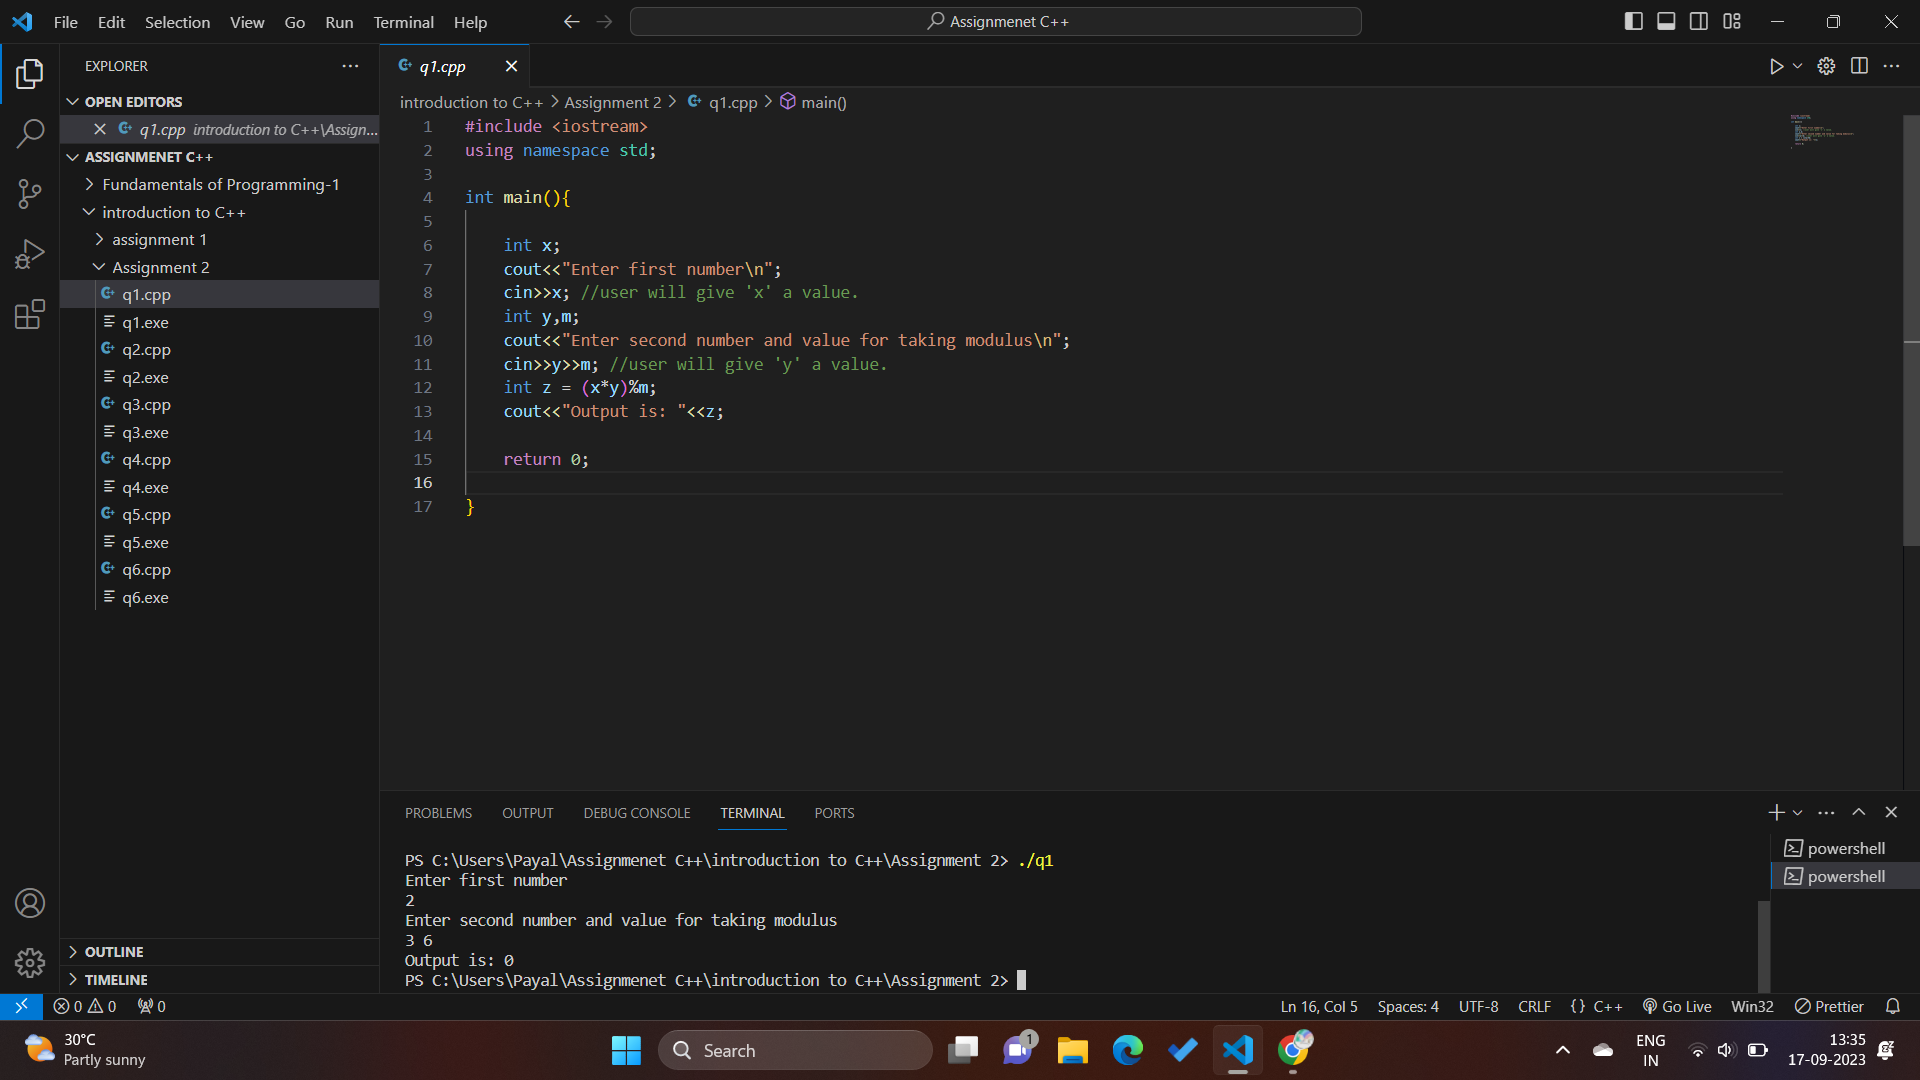 File Edit Selection View Go Run Terminal Help
Assignmenet C++
EXPLORER
OPEN EDITORS
q1.cpp introduction to C++\Assign...
ASSIGNMENET C++
Fundamentals of Programming-1
introduction to C++
assignment 1
Assignment 2
q1.cpp
q1.exe
q2.cpp
q2.exe
q3.cpp
q3.exe
q4.cpp
q4.exe
q5.cpp
q5.exe
q6.cpp
q6.exe
OUTLINE
TIMELINE
q1.cpp
introduction to C++ > Assignment 2 > q1.cpp > main()
1 #include <iostream>
2 using namespace std;
3
4 int main(){
5
6 int x;
7 cout<<"Enter first number\n";
8 cin>>x; //user will give 'x' a value.
9 int y,m;
10 cout<<"Enter second number and value for taking modulus\n";
11 cin>>y>>m; //user will give 'y' a value.
12 int z = (x*y)%m;
13 cout<<"Output is: "<<z;
14
15 return 0;
16
17 }
PROBLEMS OUTPUT DEBUG CONSOLE TERMINAL PORTS
PS C:\Users\Payal\Assignmenet C++\introduction to C++\Assignment 2> ./q1
Enter first number
2
Enter second number and value for taking modulus
3 6
Output is: 0
PS C:\Users\Payal\Assignmenet C++\introduction to C++\Assignment 2>
powershell
powershell
0 0 0 Ln 16, Col 5 Spaces: 4 UTF-8 CRLF {} C++ Go Live Win32 Prettier
30°C
Partly sunny
Search
1
ENG
IN
13:35
17-09-2023